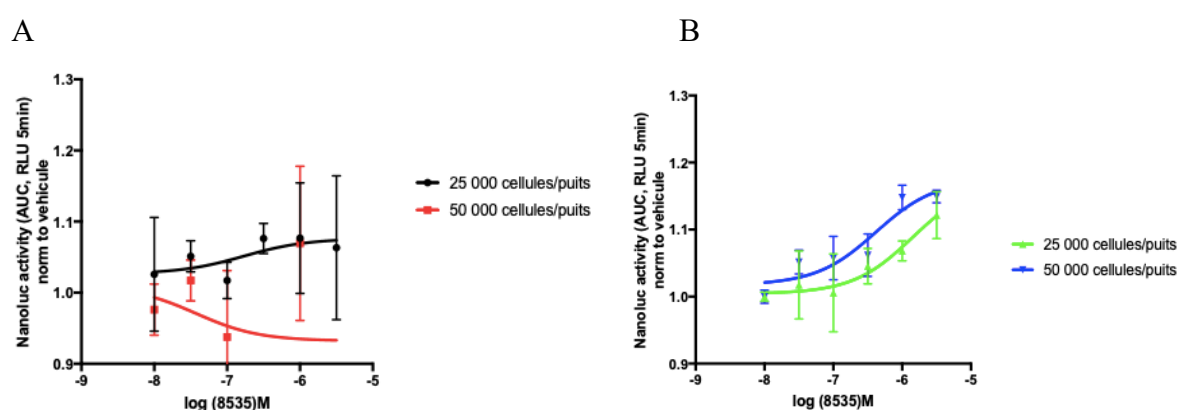 A
B
1.3
1.2
1.1
1.0
0.9
-9
-8
-7
-6
-5
Nanoluc activity (AUC, RLU 5min)
norm to vehicule
log (8535)M
25 000 cellules/puits
50 000 cellules/puits
1.3
1.2
1.1
1.0
0.9
-9
-8
-7
-6
-5
Nanoluc activity (AUC, RLU 5min)
norm to vehicule
log (8535)M
25 000 cellules/puits
50 000 cellules/puits